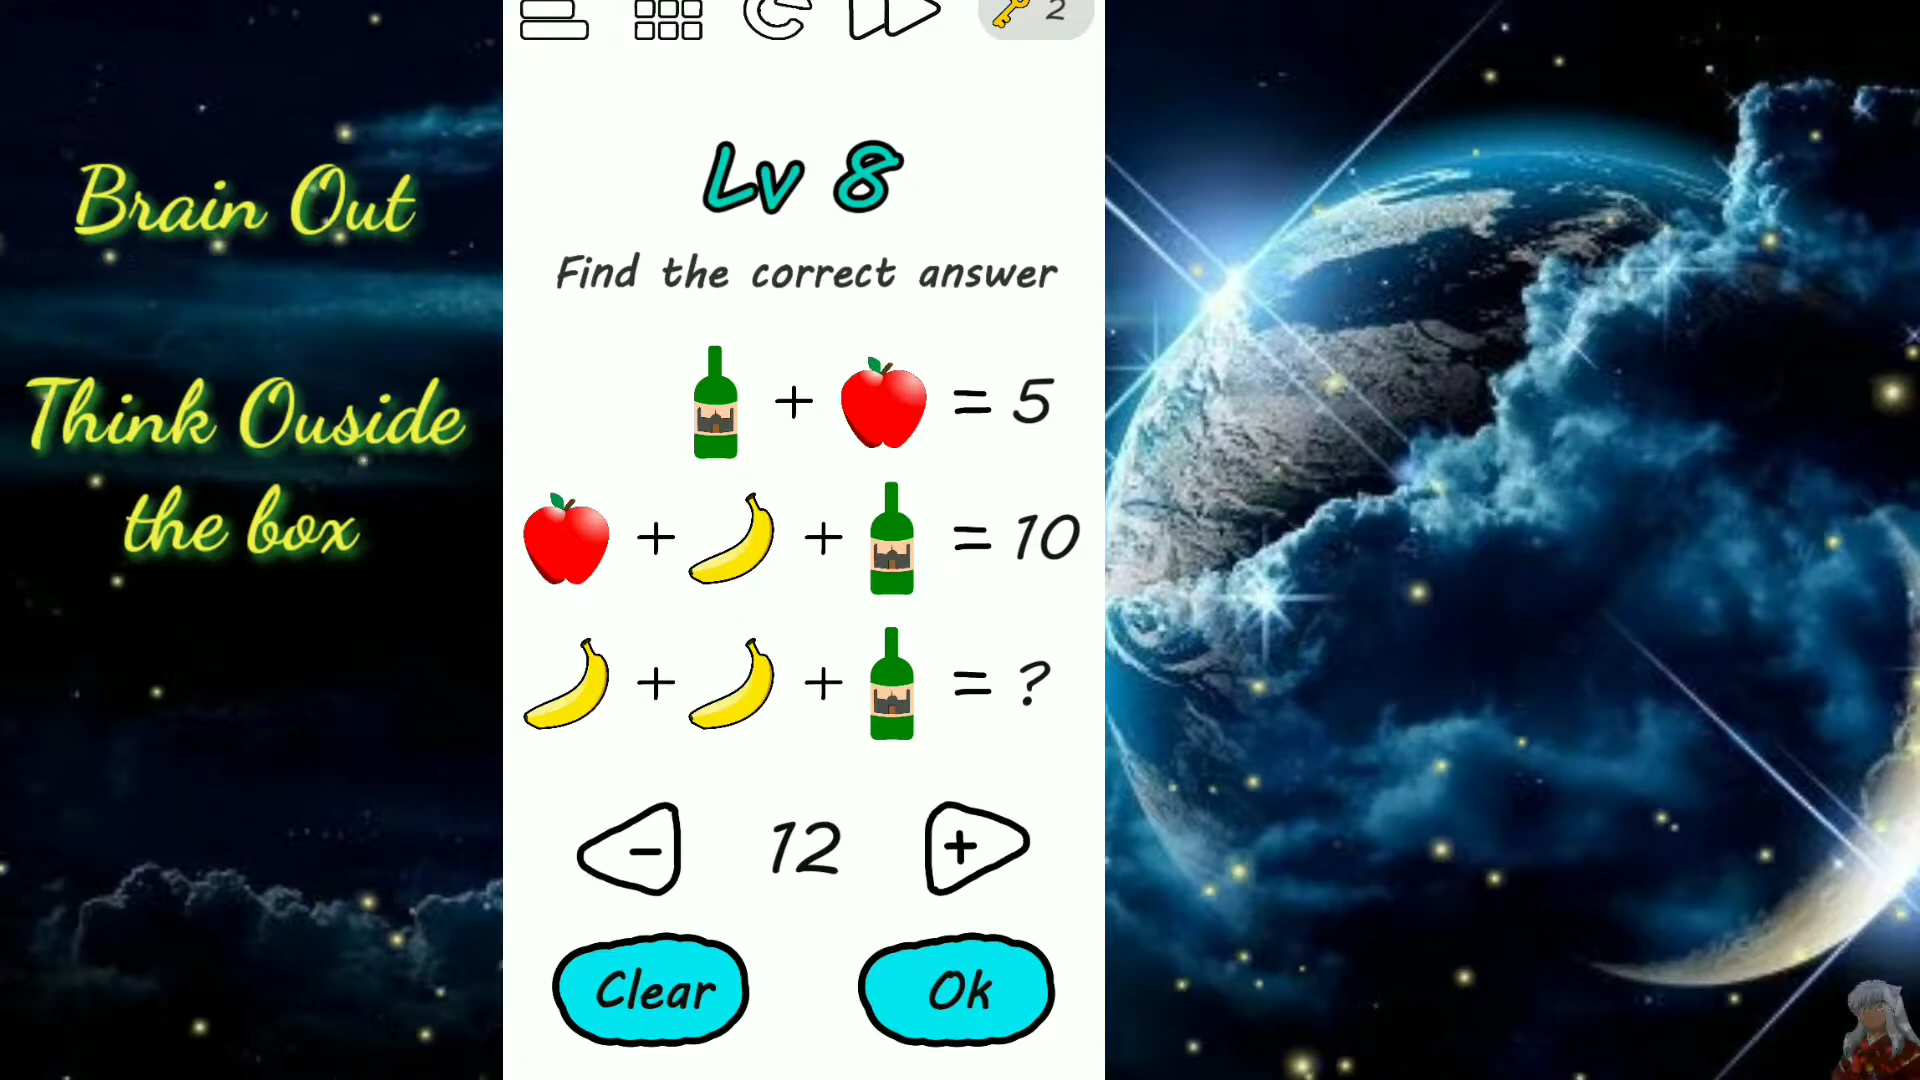 2
Brain Out
Think Ouside
the box
Lv 8
Find the correct answer
+ = 5
+ + = 10
+ + = ?
- 12 +
Clear Ok